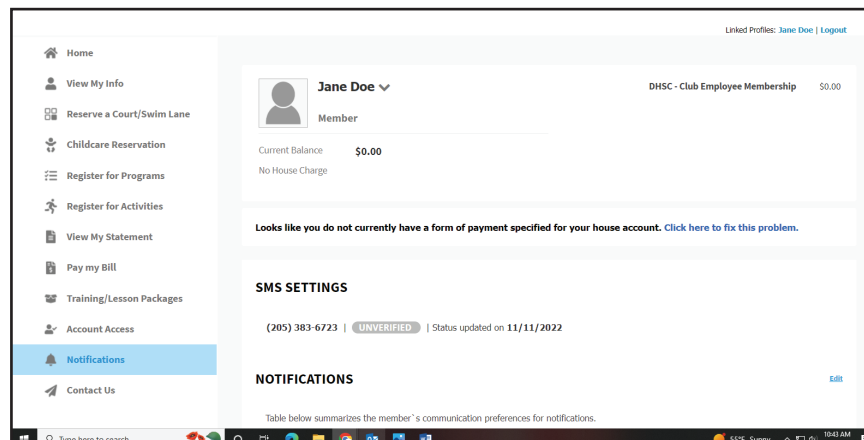 Linked Profiles: Jane Doe | Logout
Home
View My Info
Reserve a Court/Swim Lane
Childcare Reservation
Register for Programs
Register for Activities
View My Statement
Pay my Bill
Training/Lesson Packages
Account Access
Notifications
Contact Us
Jane Doe
Member
DHSC - Club Employee Membership $0.00
Current Balance $0.00
No House Charge
Looks like you do not currently have a form of payment specified for your house account. Click here to fix this problem.
SMS SETTINGS
(205) 383-6723 | UNVERIFIED | Status updated on 11/11/2022
NOTIFICATIONS Edit
Table below summarizes the member`s communication preferences for notifications.
Type here to search
55°F Sunny
10:43 AM